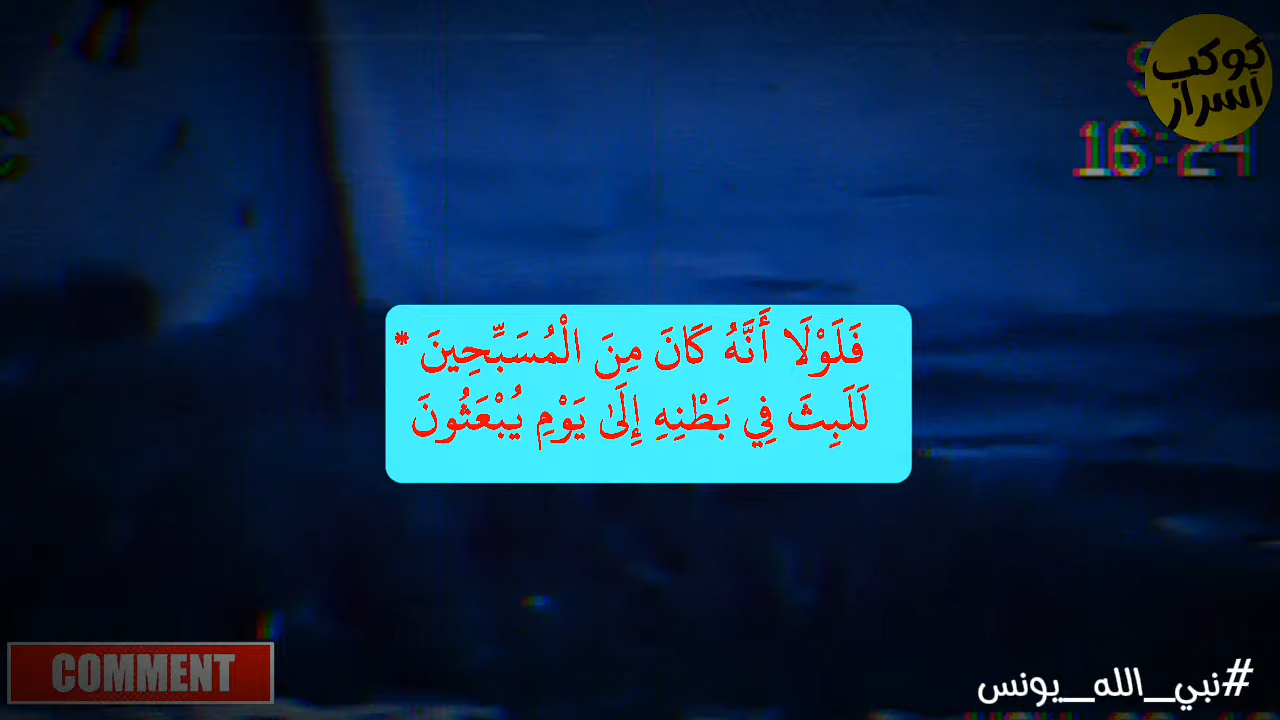 كوكب
أسرار
16:24
فَلَوْلَا أَنَّهُ كَانَ مِنَ الْمُسَبِّحِينَ *
لَلَبِثَ فِي بَطْنِهِ إِلَىٰ يَوْمِ يُبْعَثُونَ
COMMENT
#نبي_الله_يونس